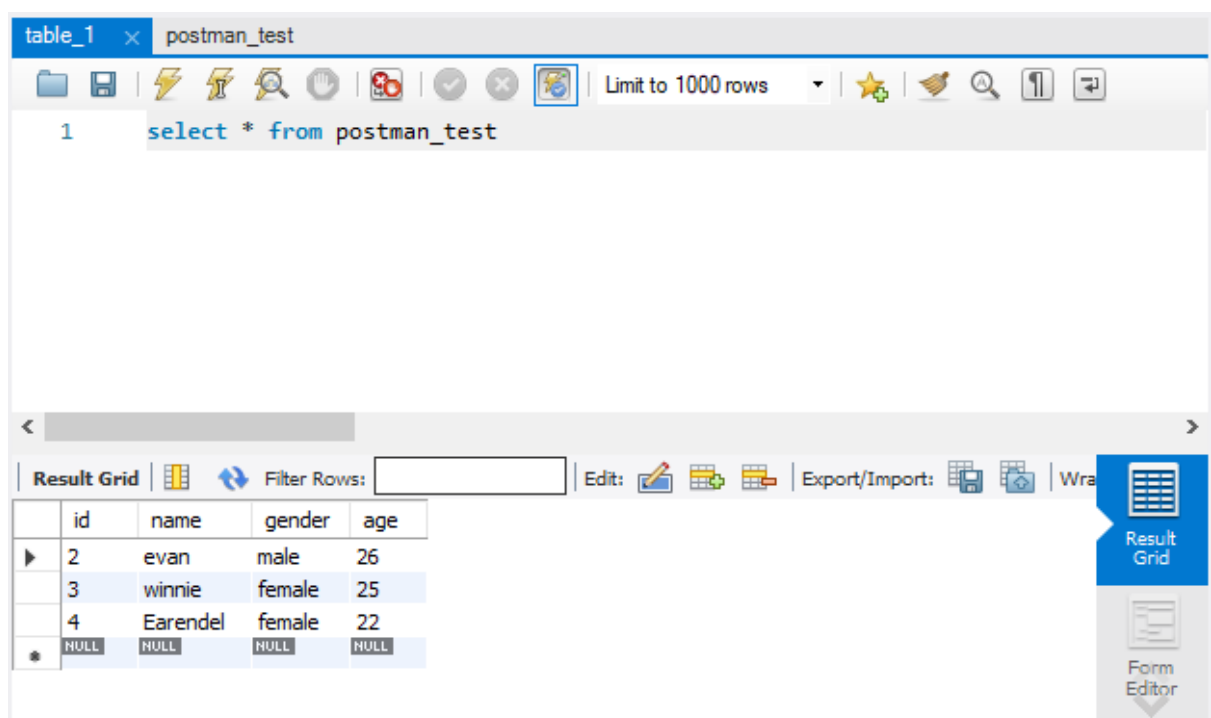 table_1 postman_test
Limit to 1000 rows
1 select * from postman_test
Result Grid Filter Rows: Edit: Export/Import: Wra
id name gender age
2 evan male 26
3 winnie female 25
4 Earendel female 22
NULL NULL NULL NULL
Result
Grid
Form
Editor